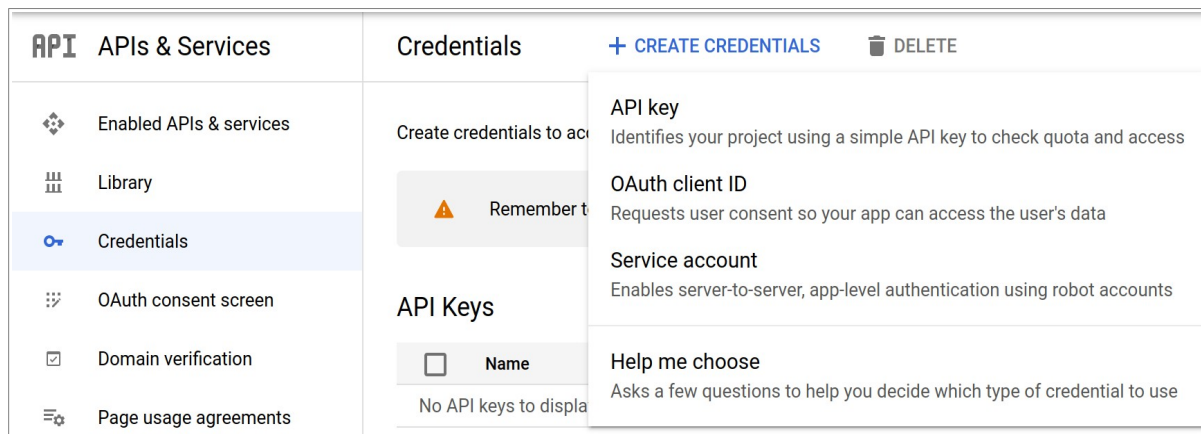 API APIs & Services
Enabled APIs & services
Library
Credentials
OAuth consent screen
Domain verification
Page usage agreements
Credentials
+ CREATE CREDENTIALS
DELETE
Create credentials to
Remember
API Keys
Name
No API keys to
API key
Identifies your project using a simple API key to check quota and access
OAuth client ID
Requests user consent so your app can access the user's data
Service account
Enables server-to-server, app-level authentication using robot accounts
Help me choose
Asks a few questions to help you decide which type of credential to use